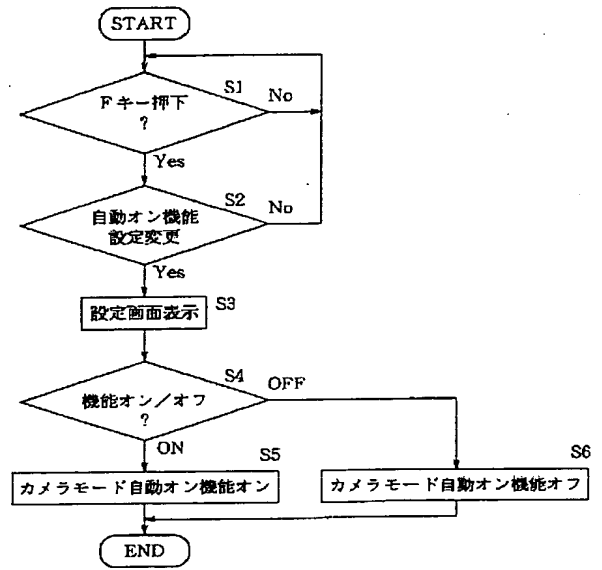 START
S1
Fキー押下
?
No
Yes
S2
自動オン機能
設定変更
No
Yes
設定画面表示
S3
S4
機能オン/オフ
?
OFF
ON
S5
カメラモード自動オン機能オン
S6
カメラモード自動オン機能オフ
END